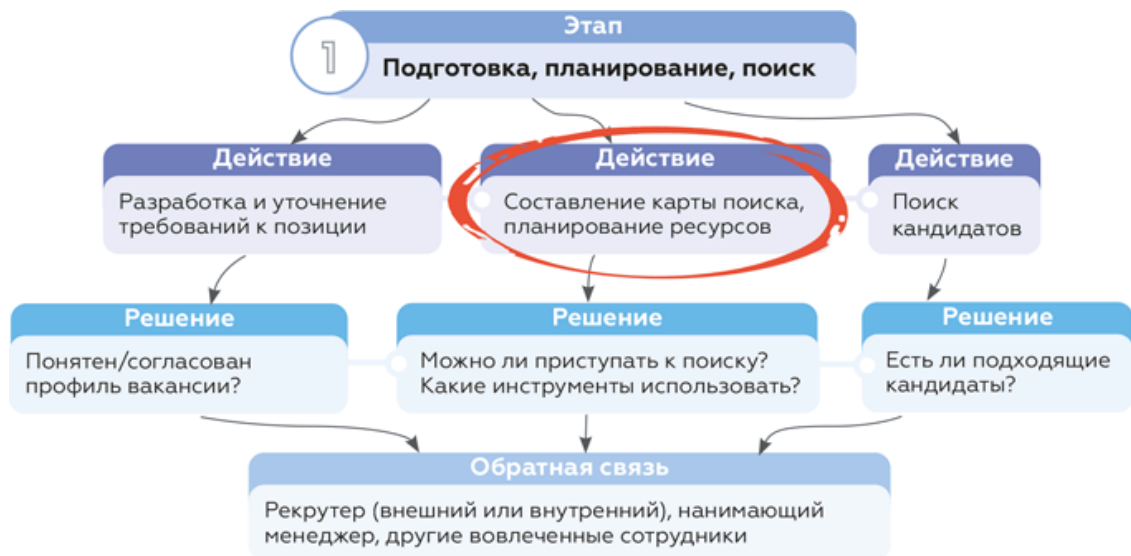 Этап
1
Подготовка, планирование, поиск
Действие
Разработка и уточнение
требований к позиции
Действие
Составление карты поиска,
планирование ресурсов
Действие
Поиск
кандидатов
Решение
Понятен/согласован
профиль вакансии?
Решение
Можно ли приступать к поиску?
Какие инструменты использовать?
Решение
Есть ли подходящие
кандидаты?
Обратная связь
Рекрутер (внешний или внутренний), нанимающий
менеджер, другие вовлеченные сотрудники